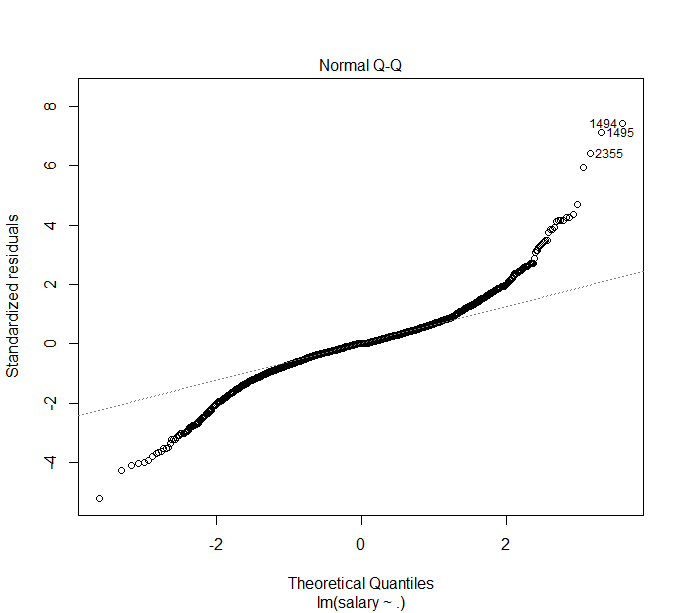 Normal Q-Q
8
6
4
2
0
-2
-4
1494
1495
2355
-2 0 2
Standardized residuals
Theoretical Quantiles
lm(salary ~ .)